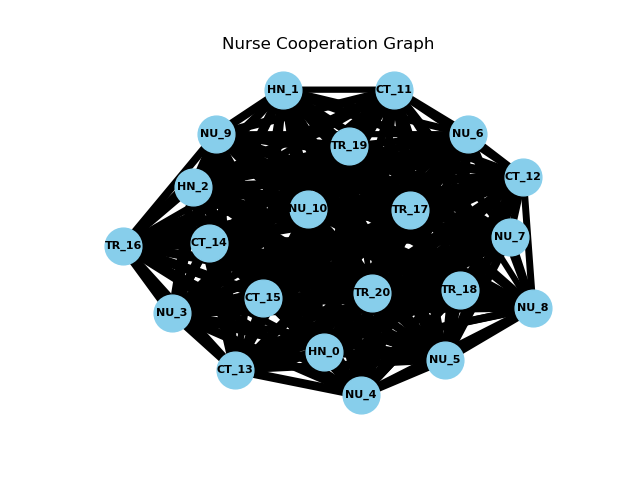 Nurse Cooperation Graph
HN_1
CT_11
NU_9
NU_6
TR_19
CT_12
HN_2
NU_10
TR_17
NU_7
CT_14
TR_16
TR_18
TR_20
CT_15
NU_8
NU_3
HN_0
NU_5
CT_13
NU_4